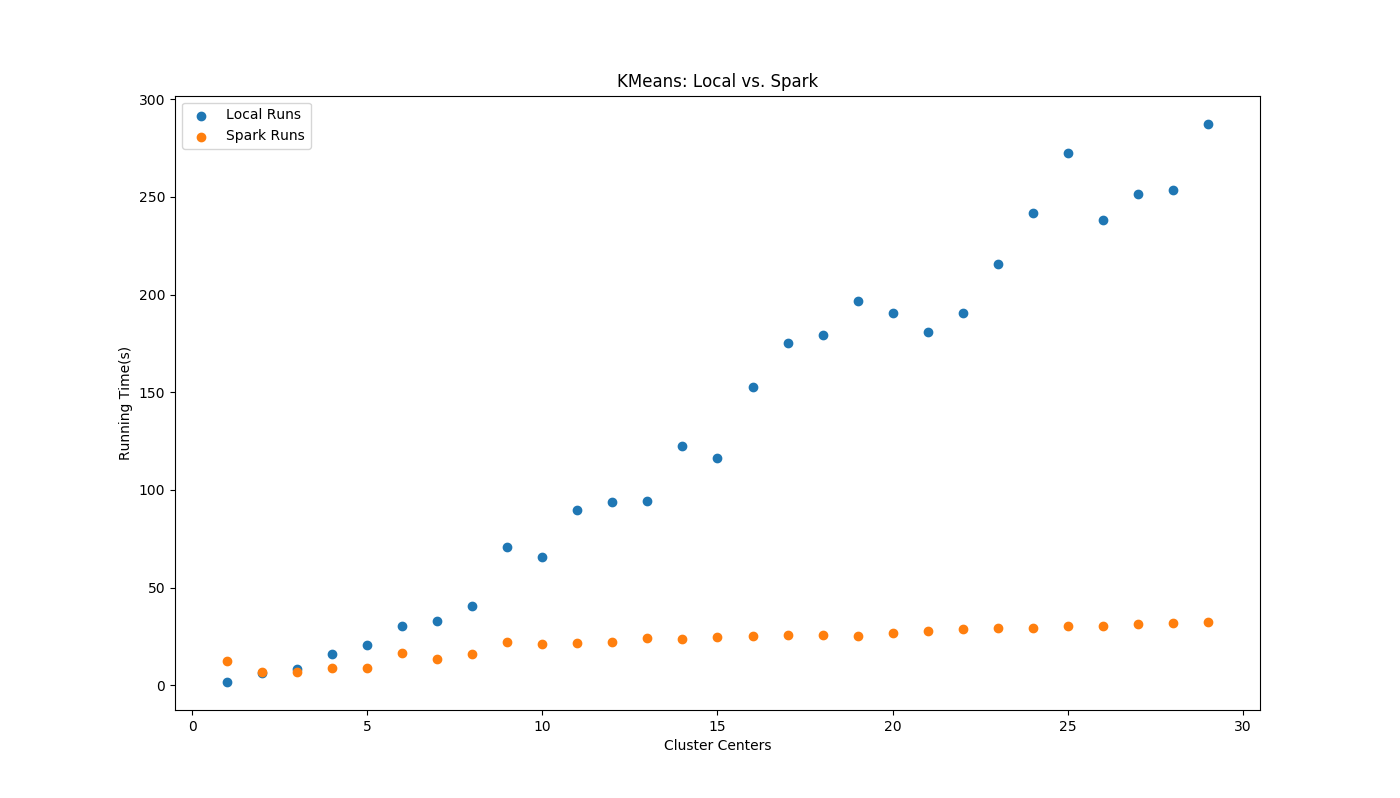 KMeans: Local vs. Spark
Local Runs
Spark Runs
300
250
200
150
100
50
0
Running Time(s)
0 5 10 15 20 25 30
Cluster Centers